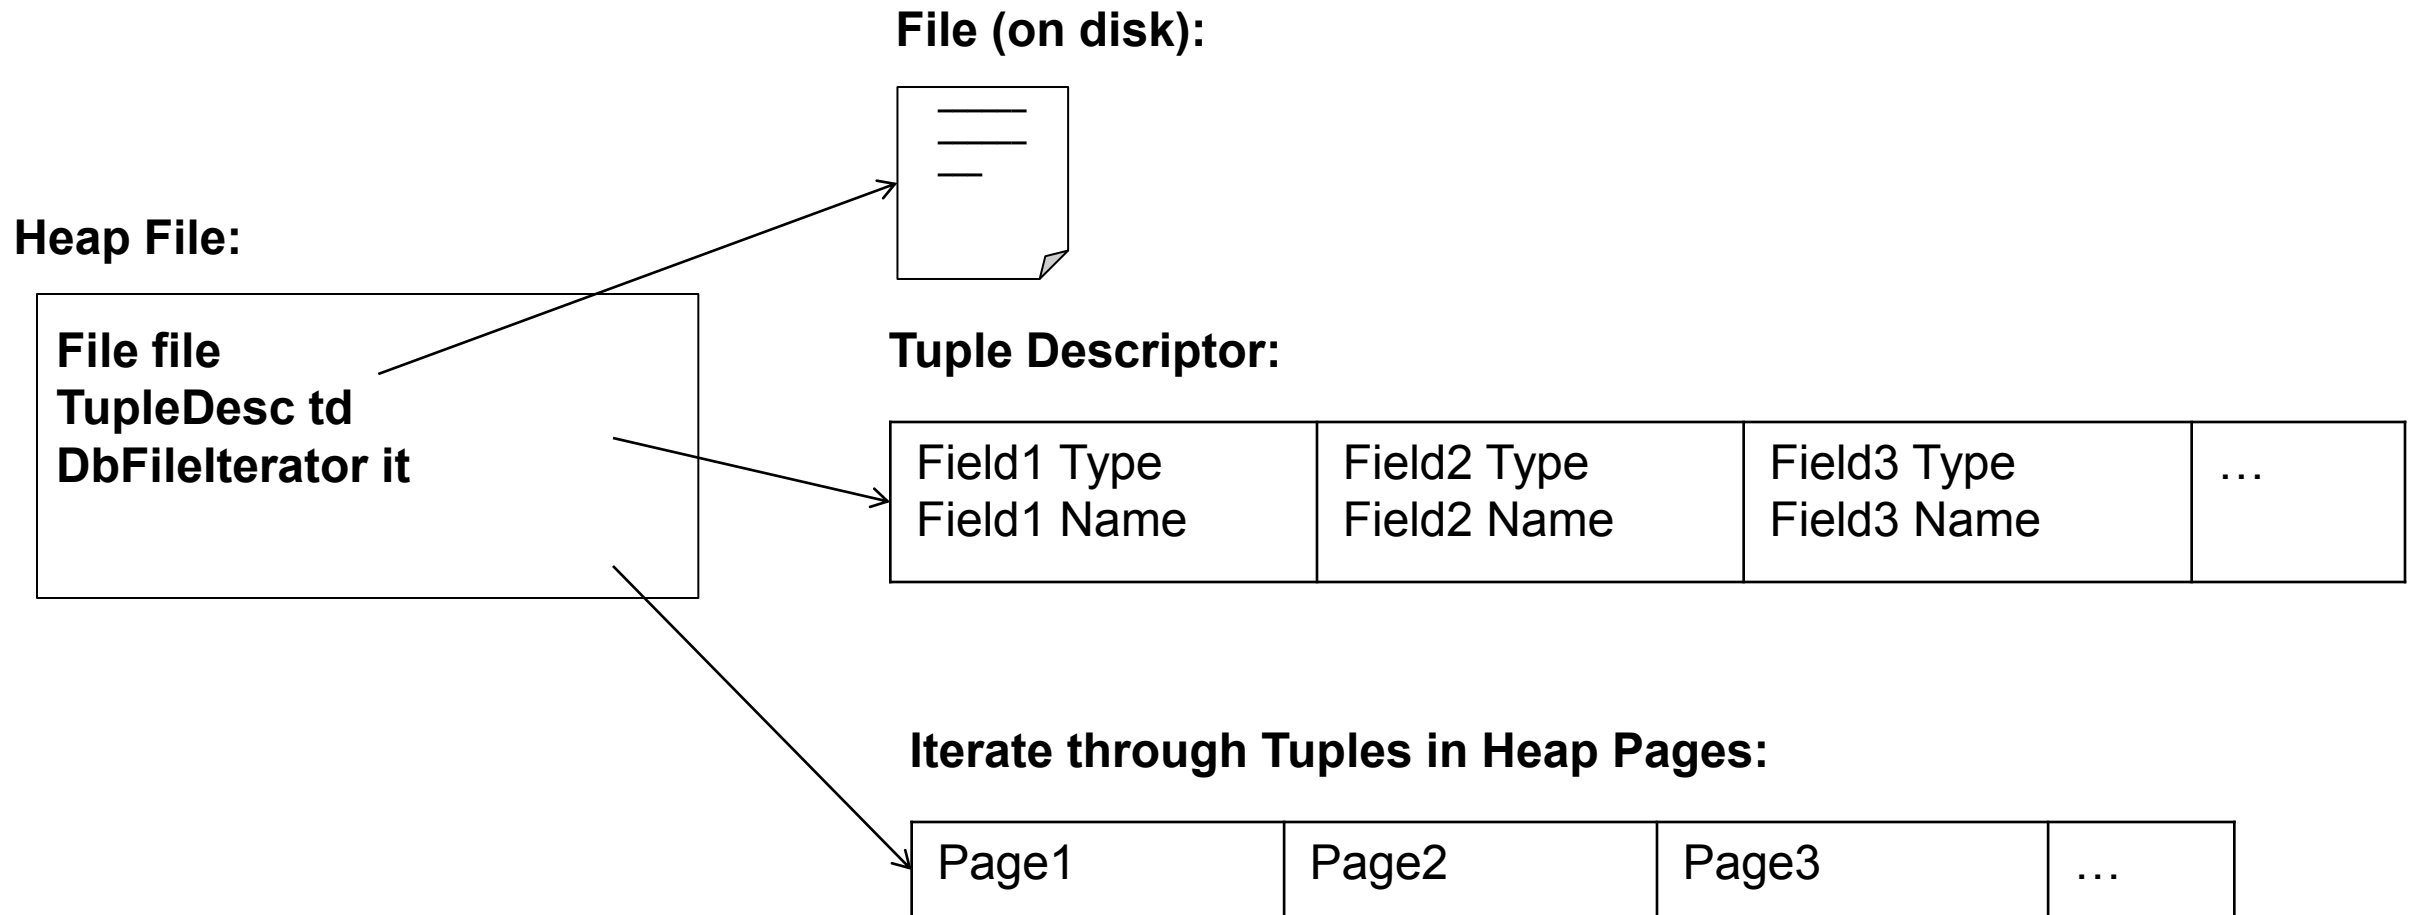 File (on disk):
Heap File:
File file
TupleDesc td
DbFileIterator it
Tuple Descriptor:
Field1 Type
Field1 Name
Field2 Type
Field2 Name
Field3 Type
Field3 Name
…
Iterate through Tuples in Heap Pages:
Page1
Page2
Page3
…